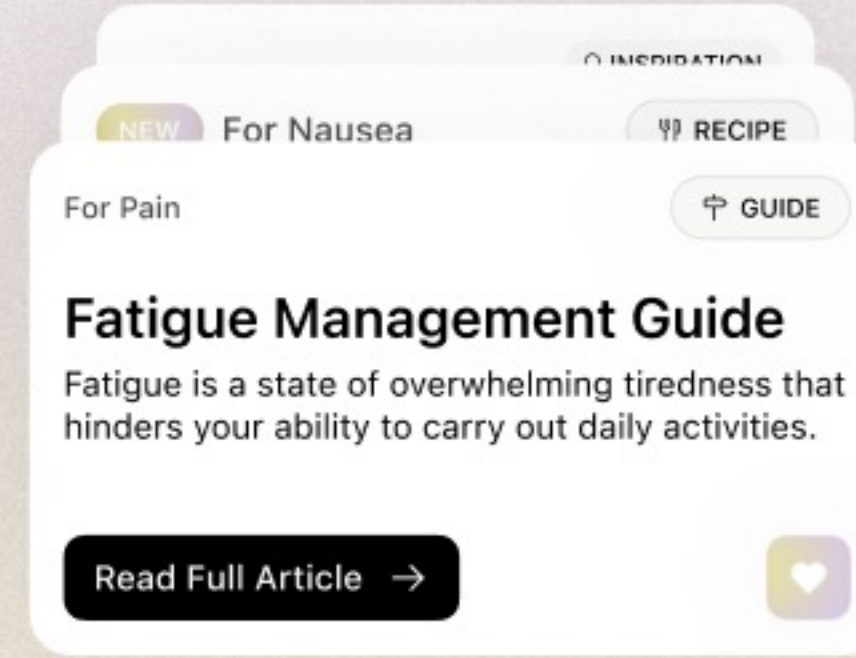 INSPIRATION
NEW For Nausea RECIPE
For Pain GUIDE
Fatigue Management Guide
Fatigue is a state of overwhelming tiredness that
hinders your ability to carry out daily activities.
Read Full Article →